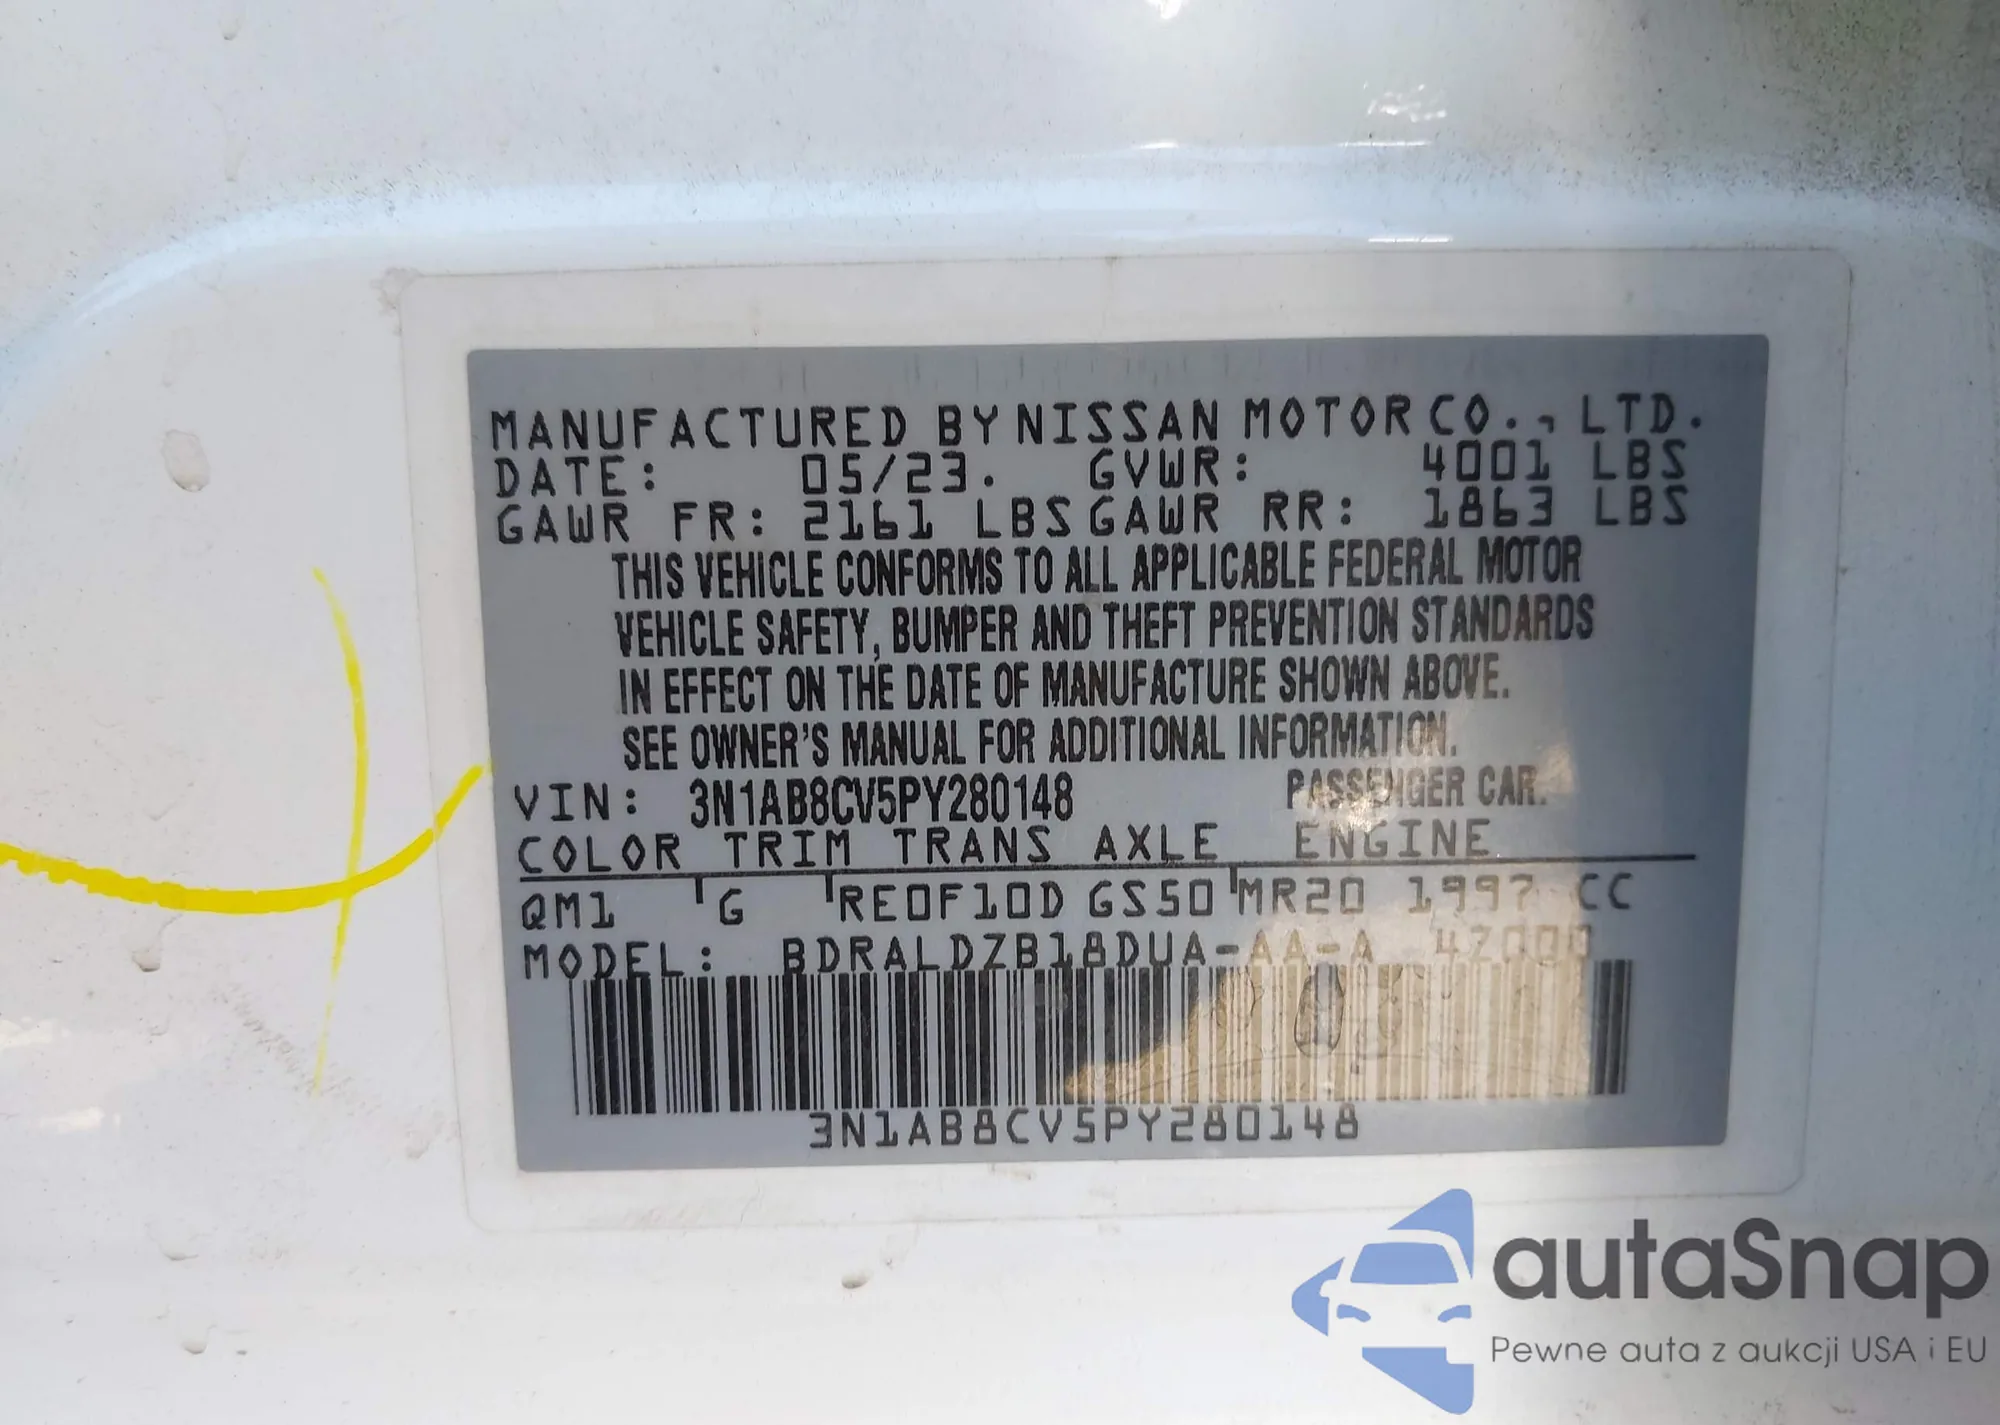 MANUFACTURED BY NISSAN MOTOR CO., LTD.
DATE: 05/23. GVWR: 4001 LBS
GAWR FR: 2161 LBS GAWR RR: 1863 LBS
THIS VEHICLE CONFORMS TO ALL APPLICABLE FEDERAL MOTOR
VEHICLE SAFETY, BUMPER AND THEFT PREVENTION STANDARDS
IN EFFECT ON THE DATE OF MANUFACTURE SHOWN ABOVE.
SEE OWNER'S MANUAL FOR ADDITIONAL INFORMATION.
VIN: 3N1AB8CV5PY280148 PASSENGER CAR.
COLOR TRIM TRANS AXLE ENGINE
QM1 G RE0F10D GS50 MR20 1997 CC
MODEL: BDRALDZB18DUA-AA-A 4Z000
3N1AB8CV5PY280148
autaSnap
Pewne auta z aukcji USA i EU